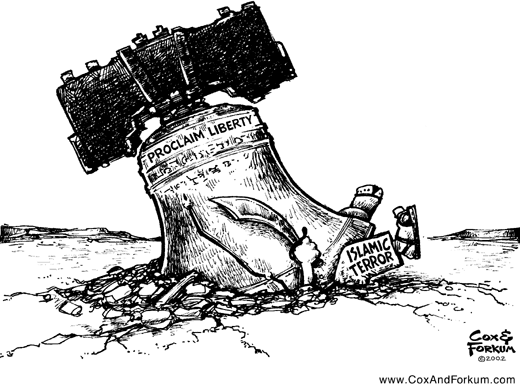 PROCLAIM LIBERTY
ISLAMIC
TERROR
COX &
FORKUM
©2002
www.CoxAndForkum.com